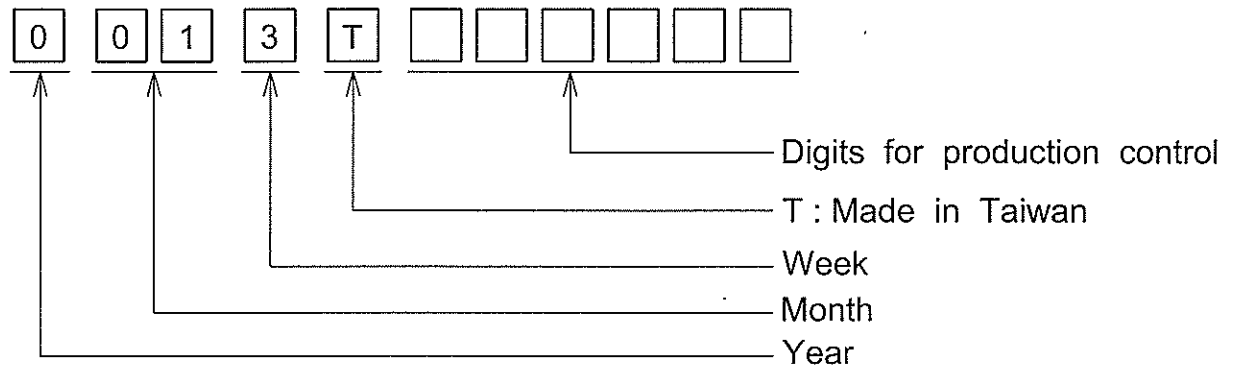 0 0 1 3 T
Digits for production control
T : Made in Taiwan
Week
Month
Year